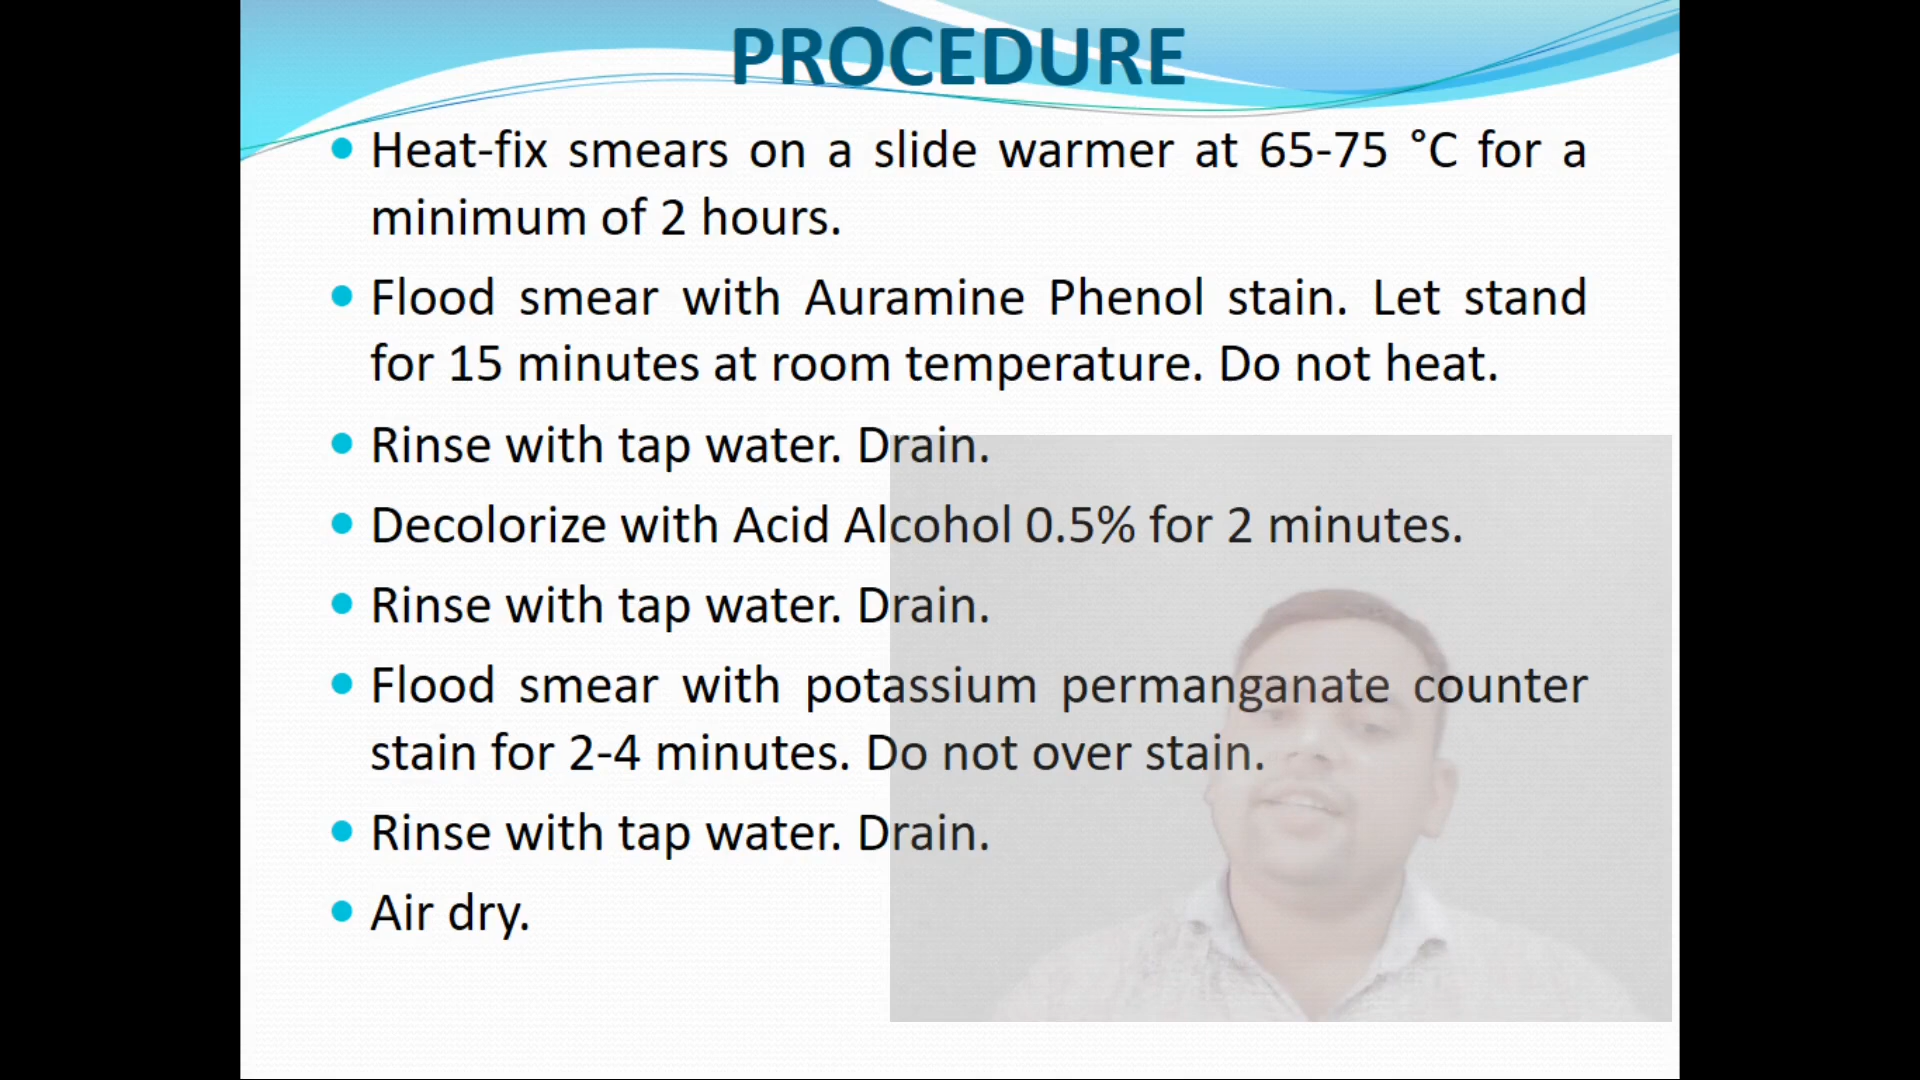 PROCEDURE
Heat-fix smears on a slide warmer at 65-75 °C for a
minimum of 2 hours.
Flood smear with Auramine Phenol stain. Let stand
for 15 minutes at room temperature. Do not heat.
Rinse with tap water. Drain.
Decolorize with Acid Alcohol 0.5% for 2 minutes.
Rinse with tap water. Drain.
Flood smear with potassium permanganate counter
stain for 2-4 minutes. Do not over stain.
Rinse with tap water. Drain.
Air dry.